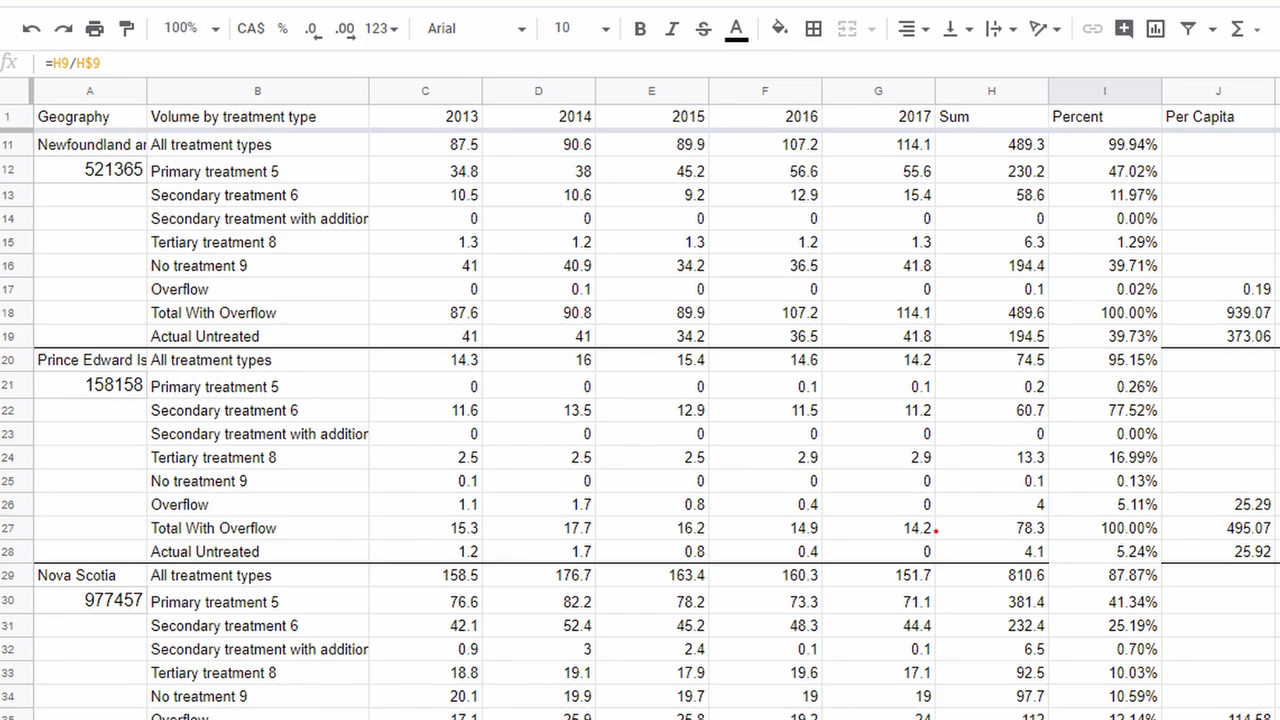 100% CA$ % .0 .00 123 Arial 10 B I S A Σ
fx =H9/H$9
A B C D E F G H I J
1 Geography Volume by treatment type 2013 2014 2015 2016 2017 Sum Percent Per Capita
11 Newfoundland ar All treatment types 87.5 90.6 89.9 107.2 114.1 489.3 99.94%
12 521365 Primary treatment 5 34.8 38 45.2 56.6 55.6 230.2 47.02%
13 Secondary treatment 6 10.5 10.6 9.2 12.9 15.4 58.6 11.97%
14 Secondary treatment with addition 0 0 0 0 0 0 0.00%
15 Tertiary treatment 8 1.3 1.2 1.3 1.2 1.3 6.3 1.29%
16 No treatment 9 41 40.9 34.2 36.5 41.8 194.4 39.71%
17 Overflow 0 0.1 0 0 0 0.1 0.02% 0.19
18 Total With Overflow 87.6 90.8 89.9 107.2 114.1 489.6 100.00% 939.07
19 Actual Untreated 41 41 34.2 36.5 41.8 194.5 39.73% 373.06
20 Prince Edward Is All treatment types 14.3 16 15.4 14.6 14.2 74.5 95.15%
21 158158 Primary treatment 5 0 0 0 0.1 0.1 0.2 0.26%
22 Secondary treatment 6 11.6 13.5 12.9 11.5 11.2 60.7 77.52%
23 Secondary treatment with addition 0 0 0 0 0 0 0.00%
24 Tertiary treatment 8 2.5 2.5 2.5 2.9 2.9 13.3 16.99%
25 No treatment 9 0.1 0 0 0 0 0.1 0.13%
26 Overflow 1.1 1.7 0.8 0.4 0 4 5.11% 25.29
27 Total With Overflow 15.3 17.7 16.2 14.9 14.2 78.3 100.00% 495.07
28 Actual Untreated 1.2 1.7 0.8 0.4 0 4.1 5.24% 25.92
29 Nova Scotia All treatment types 158.5 176.7 163.4 160.3 151.7 810.6 87.87%
30 977457 Primary treatment 5 76.6 82.2 78.2 73.3 71.1 381.4 41.34%
31 Secondary treatment 6 42.1 52.4 45.2 48.3 44.4 232.4 25.19%
32 Secondary treatment with addition 0.9 3 2.4 0.1 0.1 6.5 0.70%
33 Tertiary treatment 8 18.8 19.1 17.9 19.6 17.1 92.5 10.03%
34 No treatment 9 20.1 19.9 19.7 19 19 97.7 10.59%
35 Overflow 17.1 25.9 25.8 19.2 24 112 12.14% 114.58